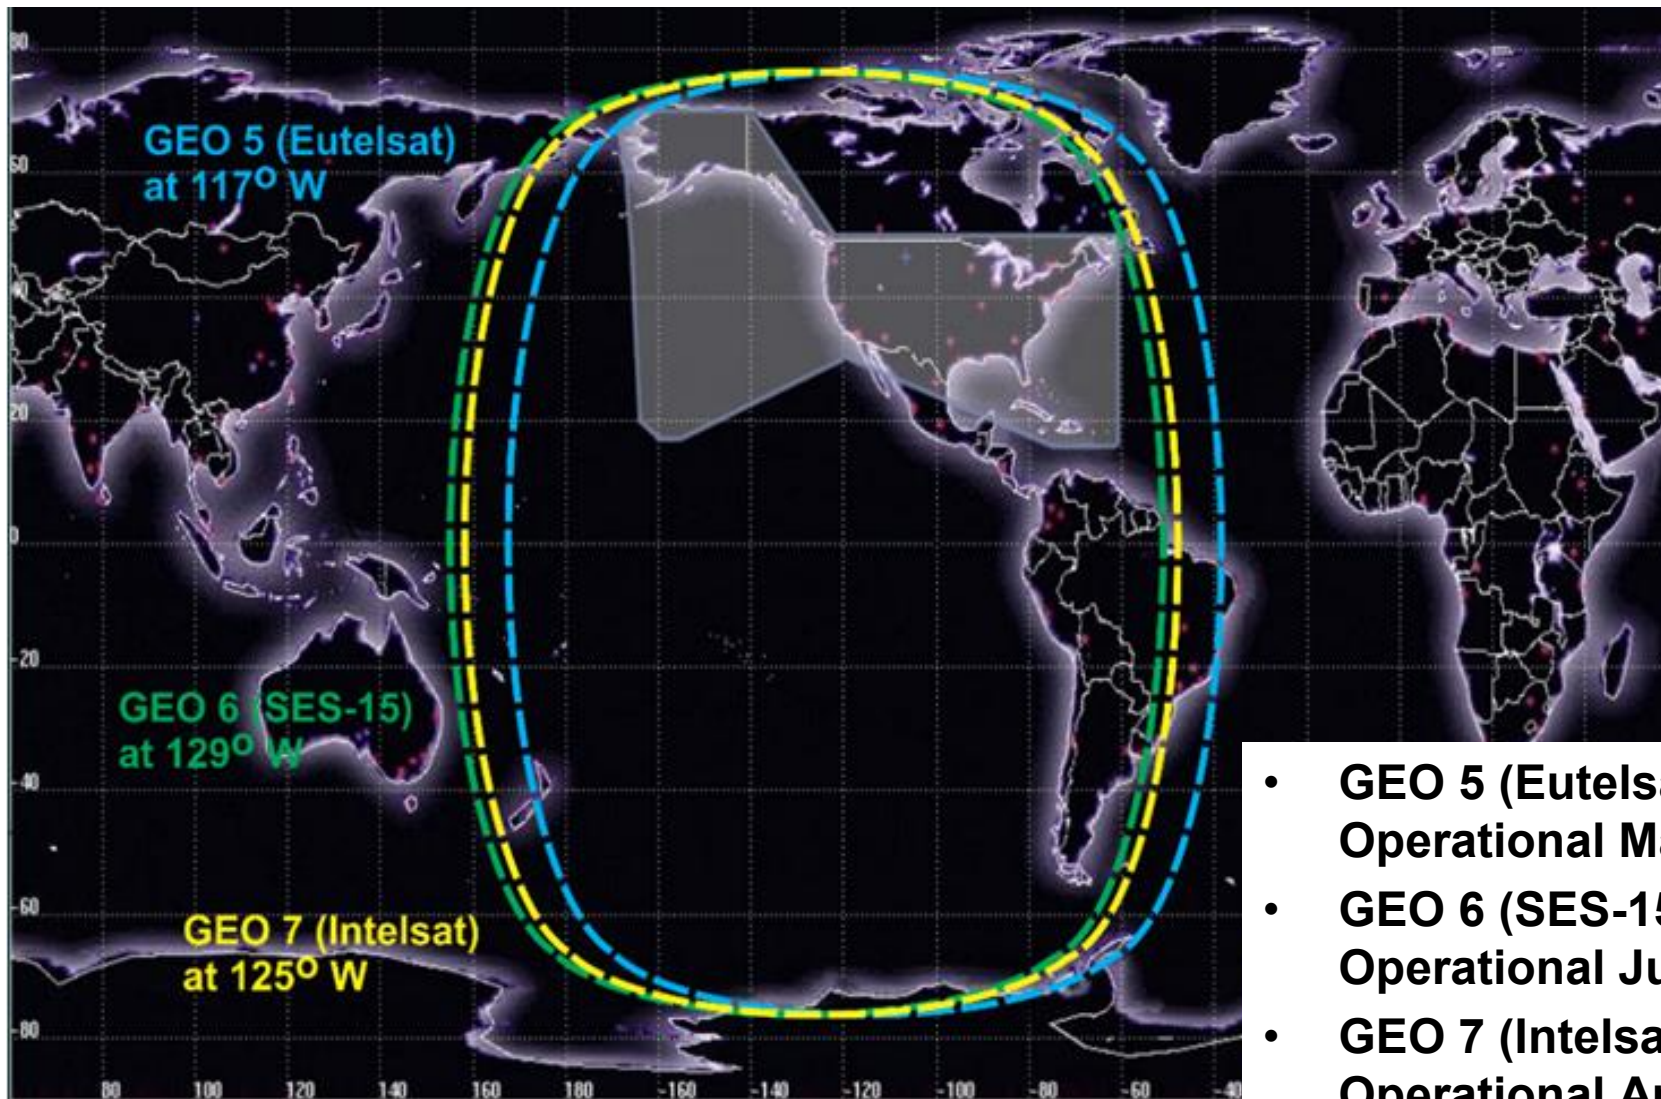 80
GEO 5 (Eutelsat)
at 117° W
60
40
20
0
-20
GEO 6 (SES-15)
at 129° W
-40
-60
GEO 7 (Intelsat)
at 125° W
-80
80 100 120 140 160 180 -160 -140 -120 -100 -80 -60 -40
• GEO 5 (Eutelsa
Operational Ma
• GEO 6 (SES-15
Operational Ju
• GEO 7 (Intelsa
Operational